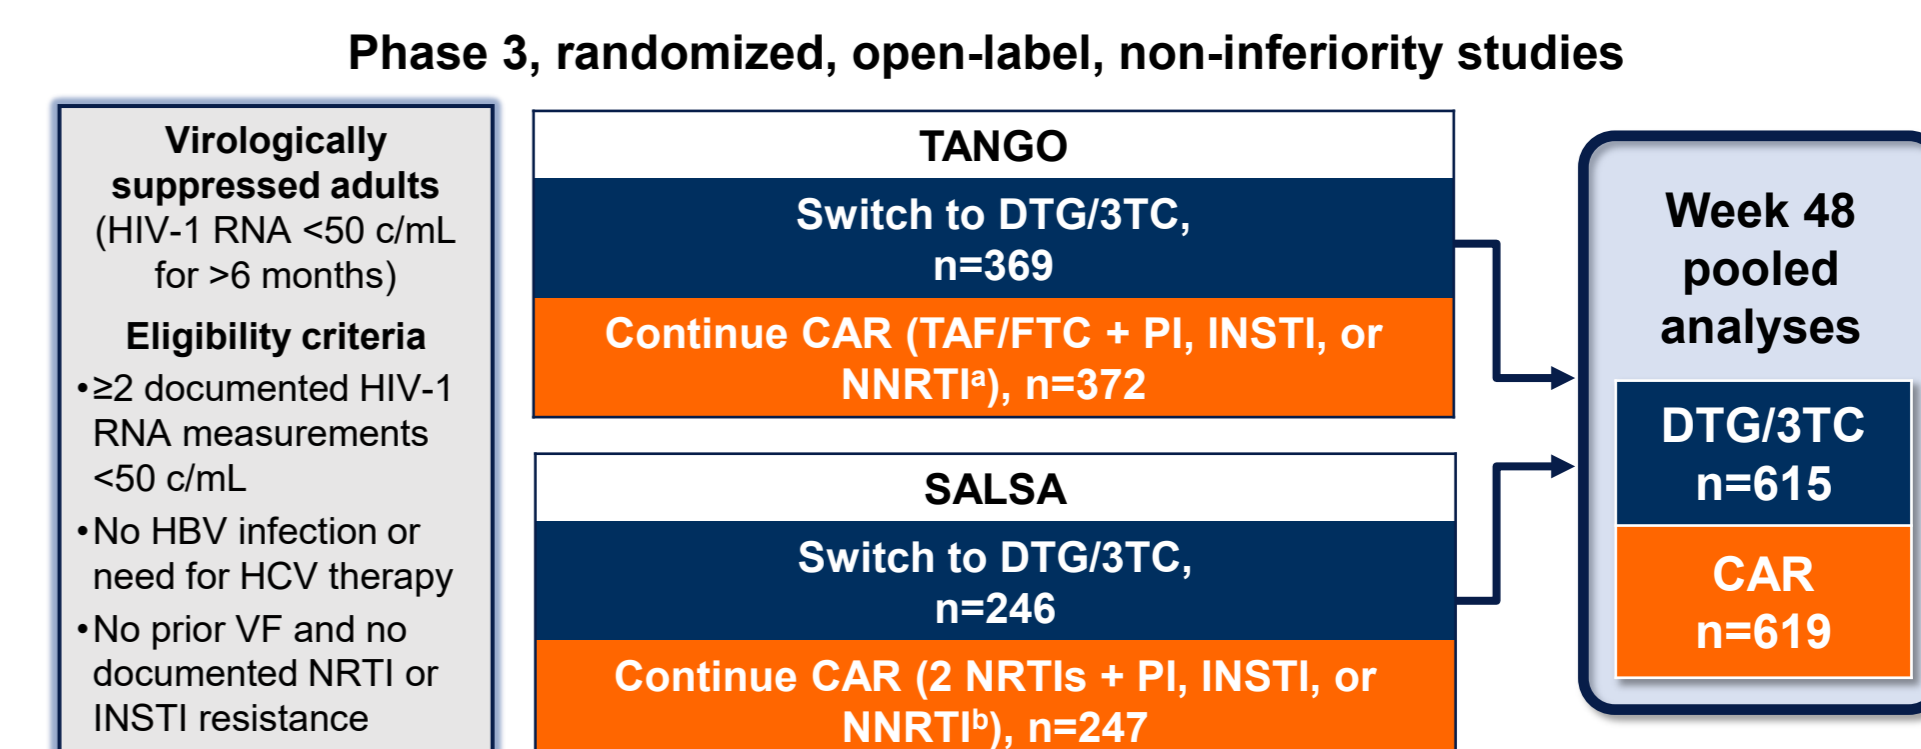 Phase 3, randomized, open-label, non-inferiority studies
Virologically
suppressed adults
(HIV-1 RNA <50 c/mL
for >6 months)
Eligibility criteria
•≥2 documented HIV-1
RNA measurements
<50 c/mL
•No HBV infection or
need for HCV therapy
•No prior VF and no
documented NRTI or
INSTI resistance
TANGO
Switch to DTG/3TC,
n=369
Continue CAR (TAF/FTC + PI, INSTI, or
NNRTIᵃ), n=372
SALSA
Switch to DTG/3TC,
n=246
Continue CAR (2 NRTIs + PI, INSTI, or
NNRTIᵇ), n=247
Week 48
pooled
analyses
DTG/3TC
n=615
CAR
n=619